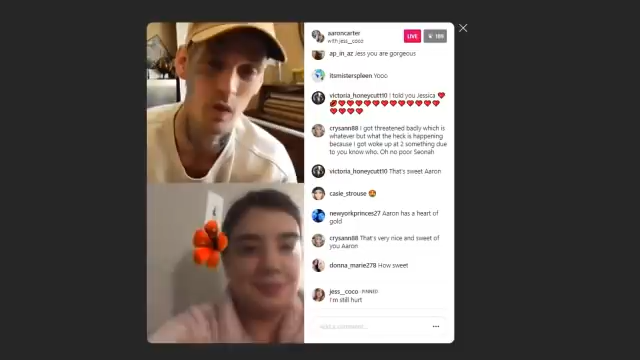 aaroncarter
with jess__coco
LIVE
189
ap_in_az Jess you are gorgeous
itsmisterspleen Yooo
victoria_honeycutt10 I told you Jessica
crysann88 I got threatened badly which is
whatever but what the heck is happening
because I got woke up at 2 something due
to you know who. Oh no poor Seonah
victoria_honeycutt10 That's sweet Aaron
casie_strouse
newyorkprinces27 Aaron has a heart of
gold
crysann88 That's very nice and sweet of
you Aaron
donna_marie278 How sweet
jess__coco PINNED
I'm still hurt
Add a comment...